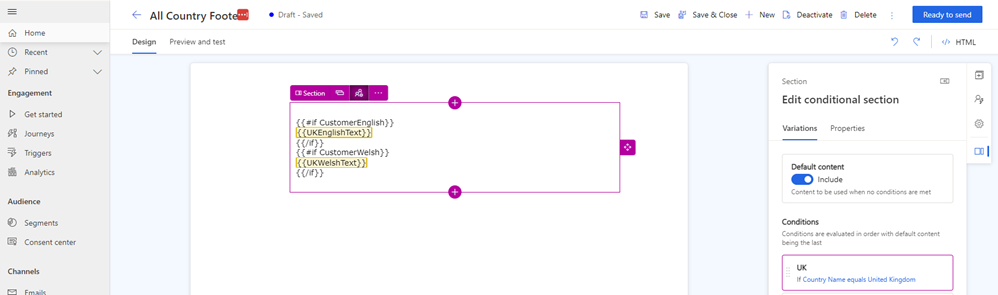 All Country Foote
Draft - Saved
Save
Save & Close
New
Deactivate
Delete
Ready to send
Home
Recent
Pinned
Engagement
Get started
Journeys
Triggers
Analytics
Audience
Segments
Consent center
Channels
Emails
Design
Preview and test
HTML
Section
{{#if CustomerEnglish}}
{{UKEnglishText}}
{{/if}}
{{#if CustomerWelsh}}
{{UKWelshText}}
{{/if}}
Section
Edit conditional section
Variations
Properties
Default content
Include
Content to be used when no conditions are met
Conditions
Conditions are evaluated in order with default content
being the last
UK
If Country Name equals United Kingdom